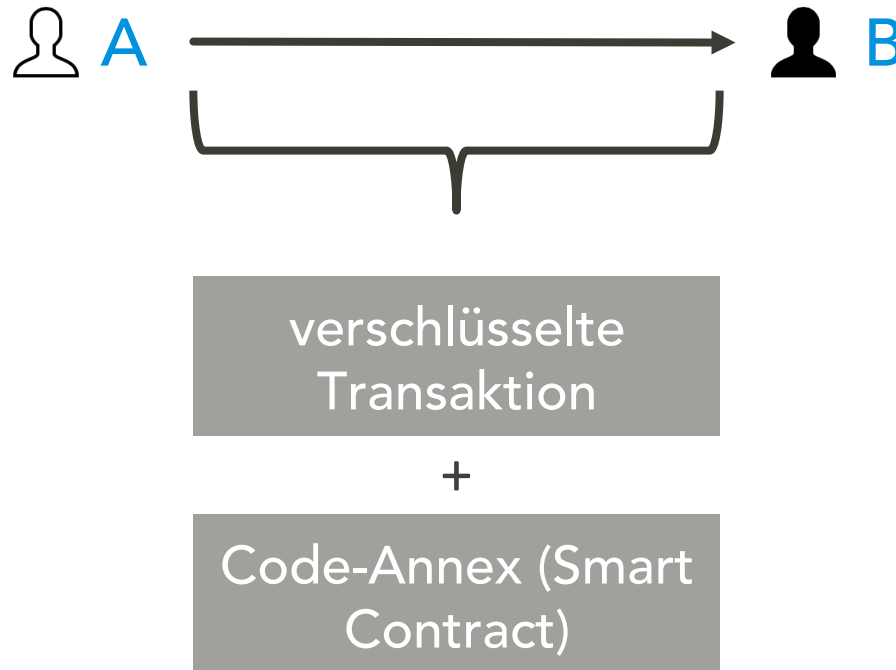 A B
verschlüsselte
Transaktion
+
Code-Annex (Smart
Contract)